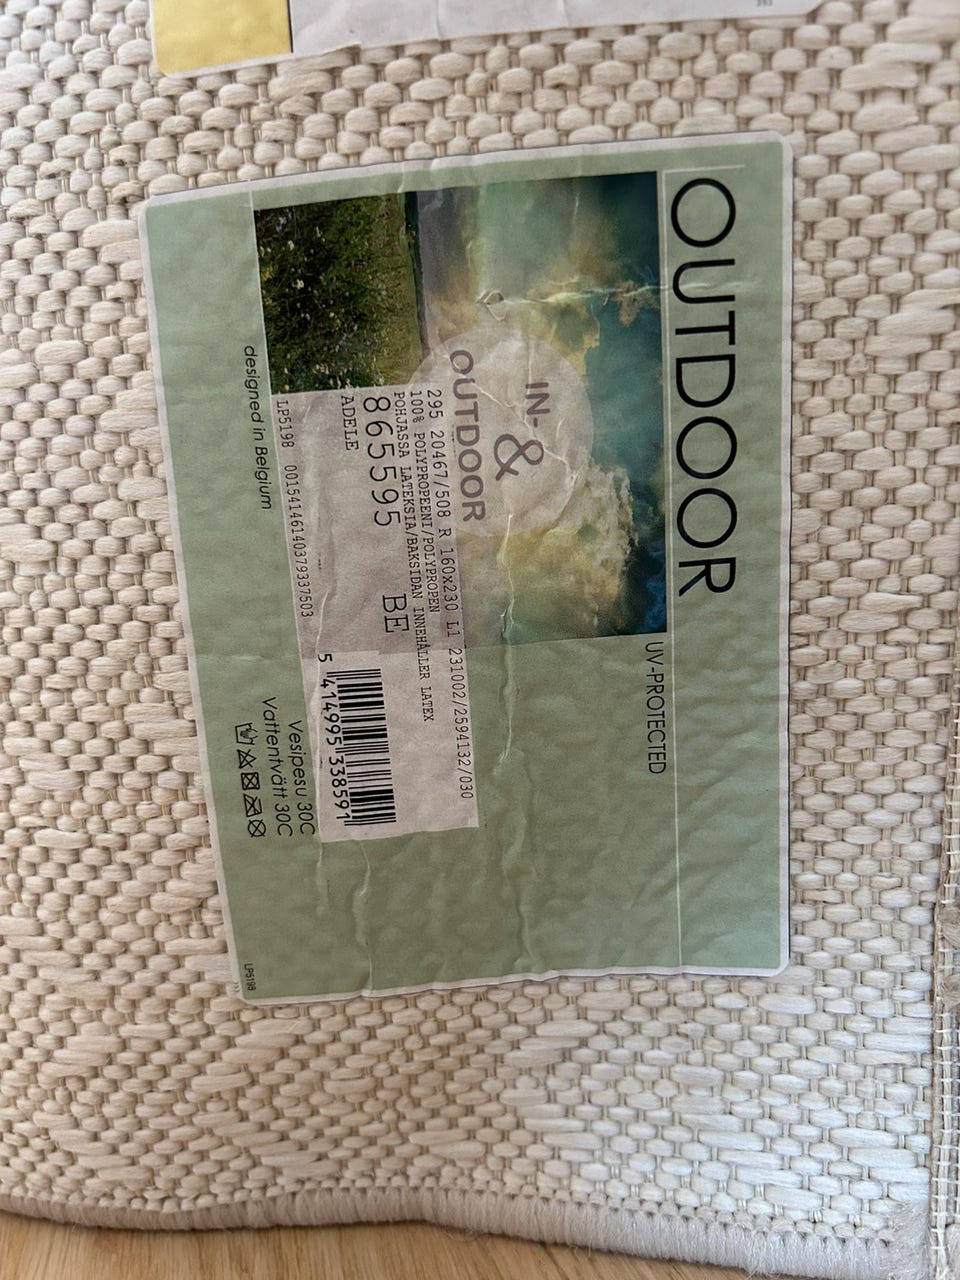 OUTDOOR
UV-PROTECTED
IN-
&
OUTDOOR
295 20467/508 R 160x230 L1 231002/2594132/030
100% POLYPROPEENI/POLYPROPEN
POHJASSA LATEKSIA/BAKSIDAN INNEHÅLLER LATEX
865595 BE
ADELE
5 414995 338591
LP5198 00154146140379337503
Vesipesu 30C
Vattentvätt 30C
designed in Belgium
LP5198